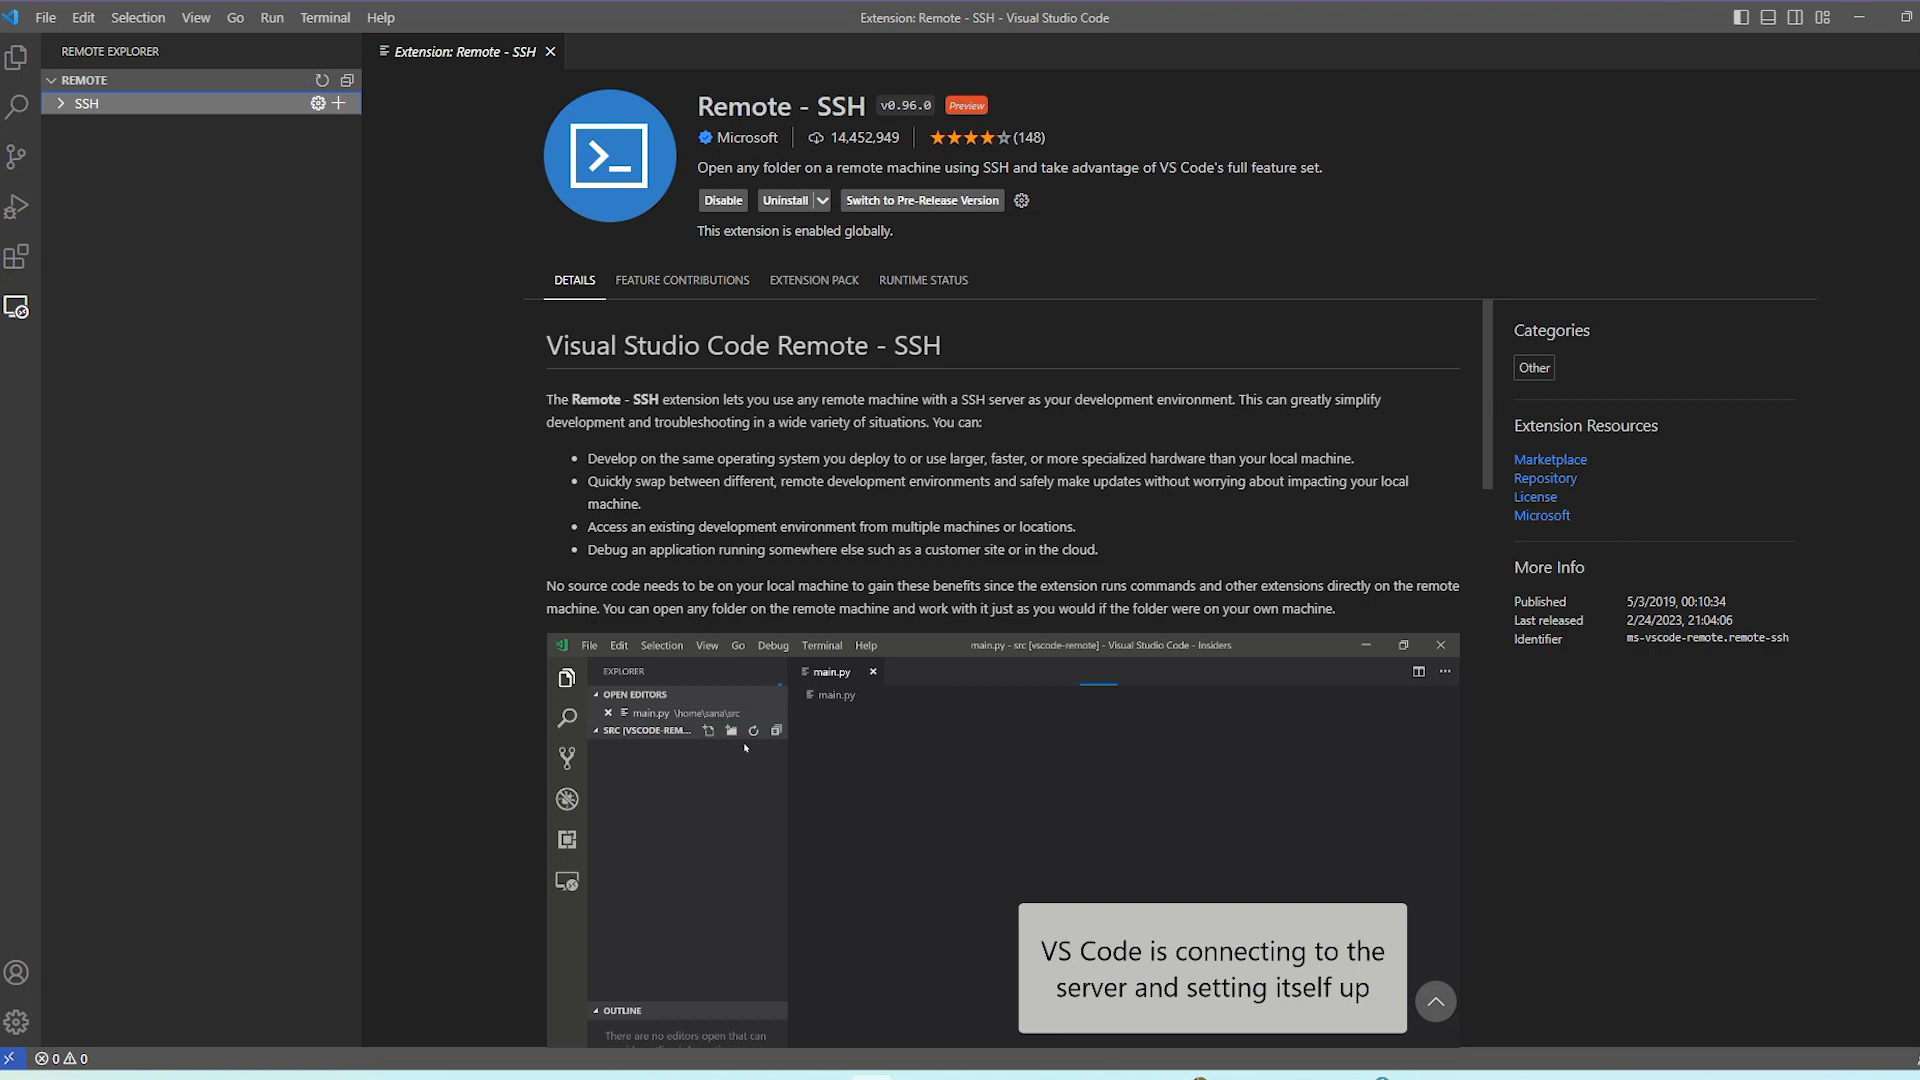 File Edit Selection View Go Run Terminal Help
Extension: Remote - SSH - Visual Studio Code
REMOTE EXPLORER
Extension: Remote - SSH
REMOTE
SSH
Remote - SSH v0.96.0 Preview
Microsoft 14,452,949 (148)
Open any folder on a remote machine using SSH and take advantage of VS Code's full feature set.
Disable Uninstall Switch to Pre-Release Version
This extension is enabled globally.
DETAILS FEATURE CONTRIBUTIONS EXTENSION PACK RUNTIME STATUS
Visual Studio Code Remote - SSH
The Remote - SSH extension lets you use any remote machine with a SSH server as your development environment. This can greatly simplify
development and troubleshooting in a wide variety of situations. You can:
• Develop on the same operating system you deploy to or use larger, faster, or more specialized hardware than your local machine.
• Quickly swap between different, remote development environments and safely make updates without worrying about impacting your local
machine.
• Access an existing development environment from multiple machines or locations.
• Debug an application running somewhere else such as a customer site or in the cloud.
No source code needs to be on your local machine to gain these benefits since the extension runs commands and other extensions directly on the remote
machine. You can open any folder on the remote machine and work with it just as you would if the folder were on your own machine.
File Edit Selection View Go Debug Terminal Help
main.py - src [vscode-remote] - Visual Studio Code - Insiders
EXPLORER
main.py
OPEN EDITORS
main.py
main.py \home\sana\src
SRC [VSCODE-REM...
VS Code is connecting to the
server and setting itself up
OUTLINE
There are no editors open that can
Categories
Other
Extension Resources
Marketplace
Repository
License
Microsoft
More Info
Published 5/3/2019, 00:10:34
Last released 2/24/2023, 21:04:06
Identifier ms-vscode-remote.remote-ssh
0 0